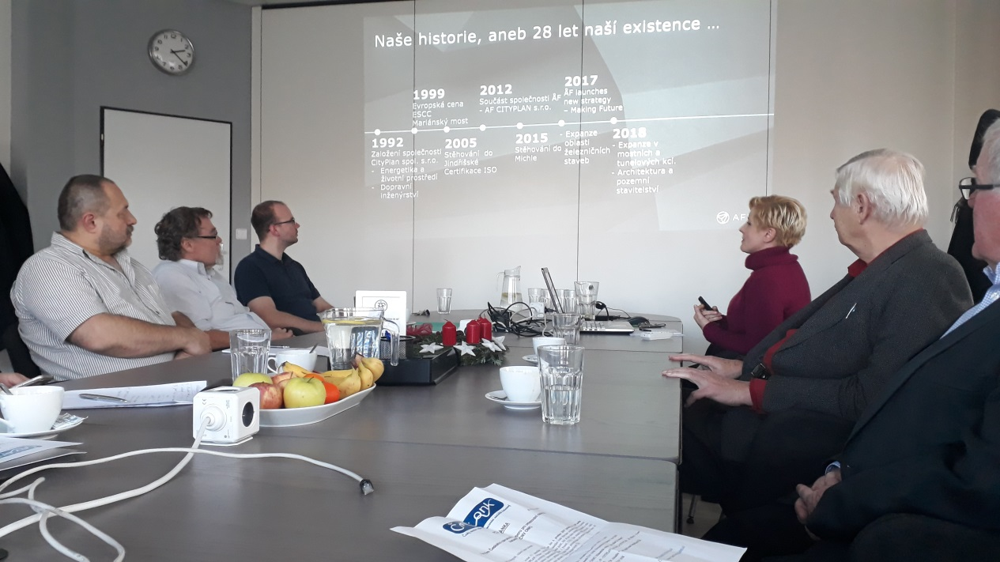 Naše historie, aneb 28 let naší existence ...
1999
Evropská cena
ESCC
Mariánský most
2012
Součást společnosti ÅF
- AF CITYPLAN s.r.o.
2017
ÅF launches
new strategy
- Making Future
1992
Založení společnosti
CityPlan spol. s r.o.
- Energetika a
životní prostředí
- Dopravní
inženýrství
2005
Stěhování do
Jindřišské
Certifikace ISO
2015
Stěhování do
Michle
- Expanze
oblasti
železničních
staveb
2018
- Expanze v
mostních a
tunelových kcí.
- Architektura a
pozemní
stavitelství